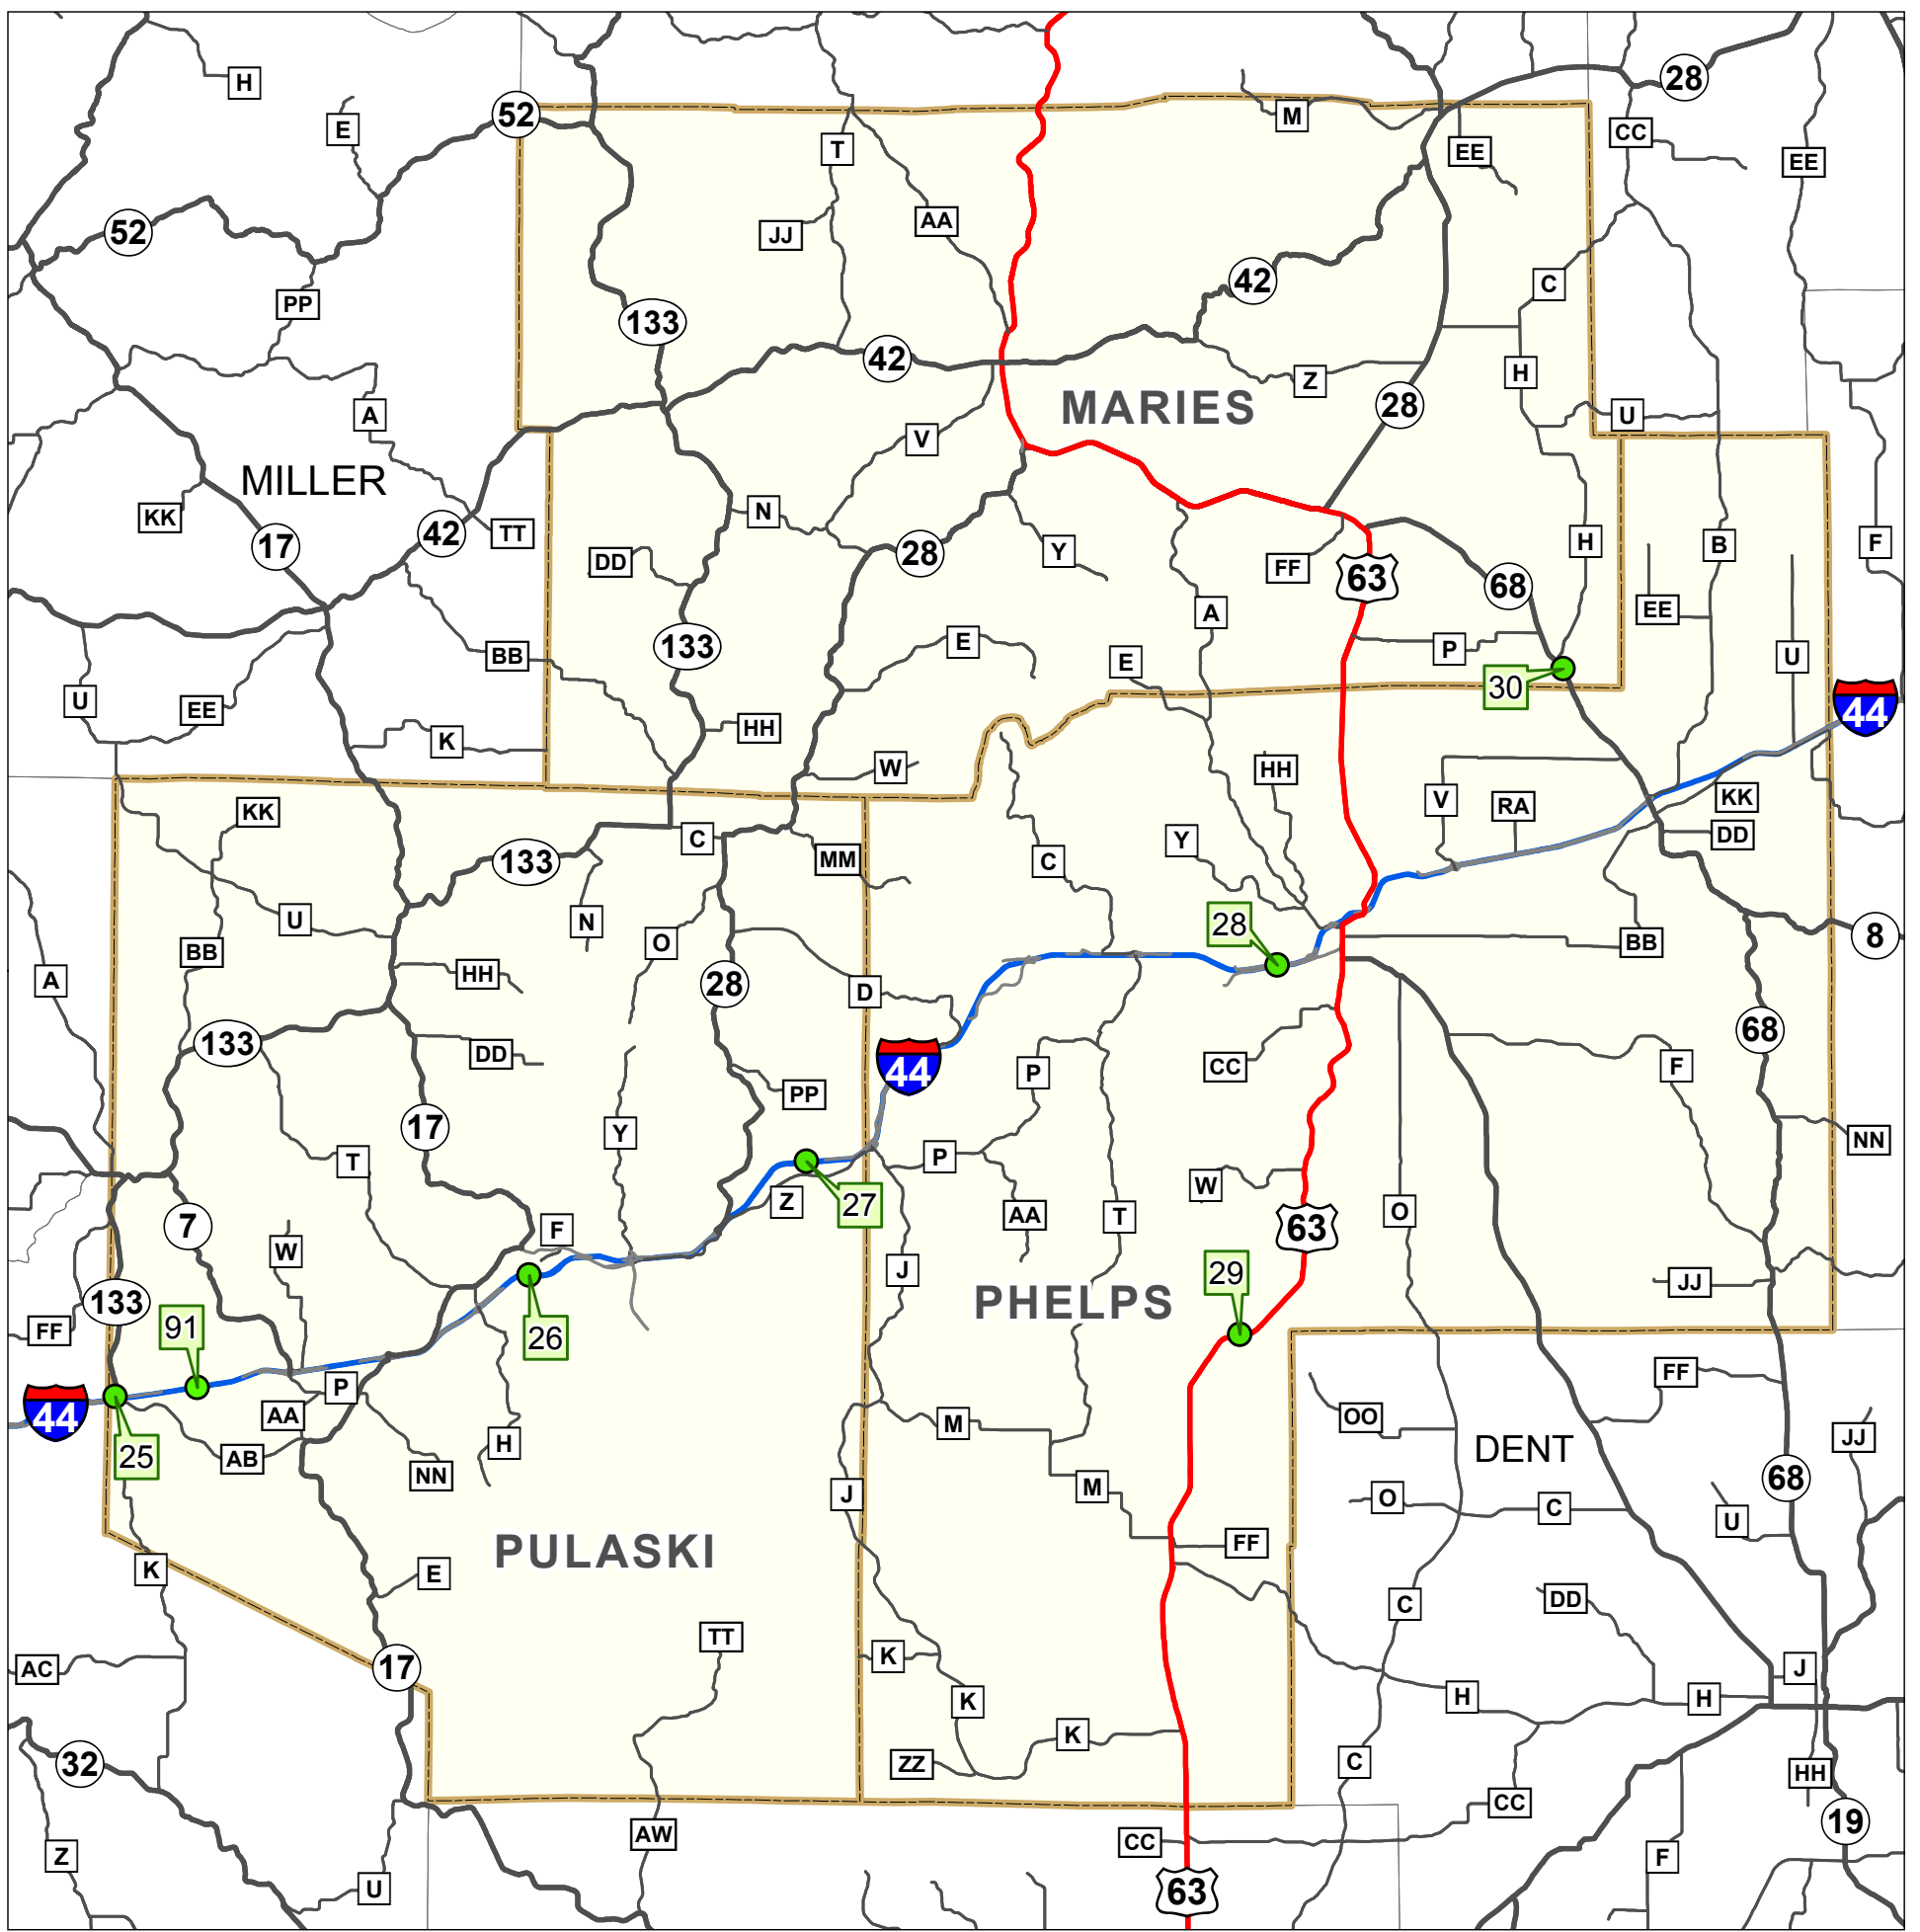 H
28
52
M
E
CC
T
EE
EE
JJ
AA
52
42
C
PP
133
42
H
Z
MARIES
28
A
U
V
MILLER
KK
N
42
TT
17
H
B
F
28
Y
DD
FF
63
68
EE
A
E
133
P
BB
E
U
30
U
EE
44
HH
K
W
HH
KK
V
RA
KK
DD
C
Y
133
MM
C
U
N
28
O
8
BB
BB
HH
A
28
D
68
133
DD
44
CC
F
P
PP
17
Y
NN
T
P
W
Z
27
O
7
AA
T
63
F
W
J
29
JJ
133
PHELPS
91
FF
26
FF
P
44
AA
OO
M
JJ
H
DENT
25
AB
NN
68
M
J
O
C
U
FF
PULASKI
K
E
DD
C
TT
K
AC
17
J
H
H
K
K
C
32
ZZ
HH
CC
19
AW
CC
Z
F
U
63